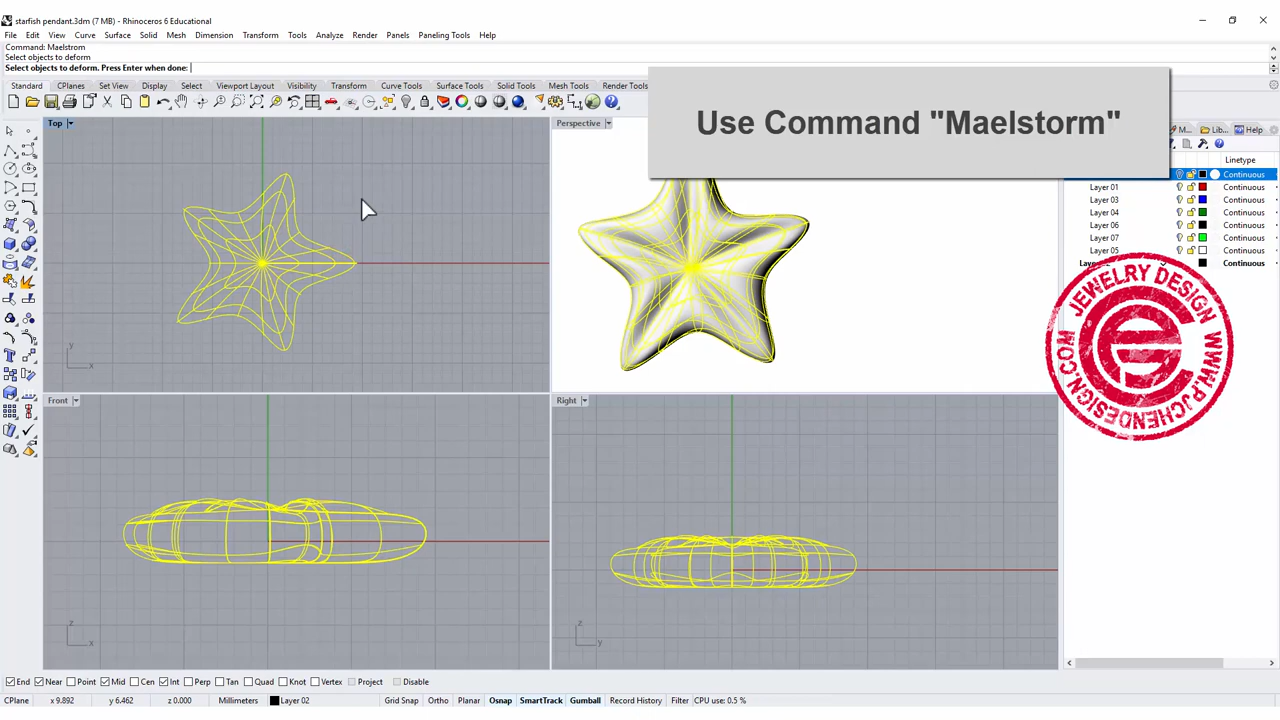 starfish pendant.3dm (7 MB) - Rhinoceros 6 Educational
File Edit View Curve Surface Solid Mesh Dimension Transform Tools Analyze Render Panels Paneling Tools Help
Command: Maelstrom
Select objects to deform
Select objects to deform. Press Enter when done:
Standard CPlanes Set View Display Select Viewport Layout Visibility Transform Curve Tools Surface Tools Solid Tools Mesh Tools Render Tools
Use Command "Maelstorm"
Top
Perspective
M... Lib... Help
Linetype
Continuous
Layer 01 Continuous
Layer 03 Continuous
Layer 04 Continuous
Layer 06 Continuous
Layer 07 Continuous
Layer 05 Continuous
Continuous
JEWELRY DESIGN WWW.PJCHENDESIGN.COM
y
x
Front
Right
z
x
z
y
End Near Point Mid Cen Int Perp Tan Quad Knot Vertex Project Disable
CPlane x 9.892 y 6.462 z 0.000 Millimeters Layer 02 Grid Snap Ortho Planar Osnap SmartTrack Gumball Record History Filter CPU use: 0.5 %